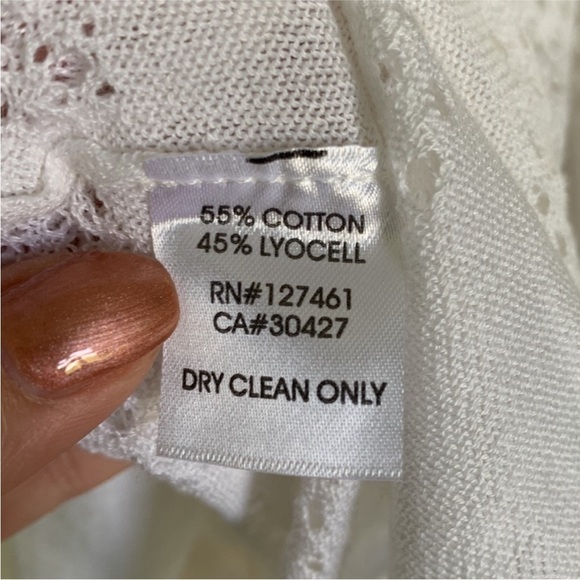 55% COTTON
45% LYOCELL
RN#127461
CA#30427
DRY CLEAN ONLY